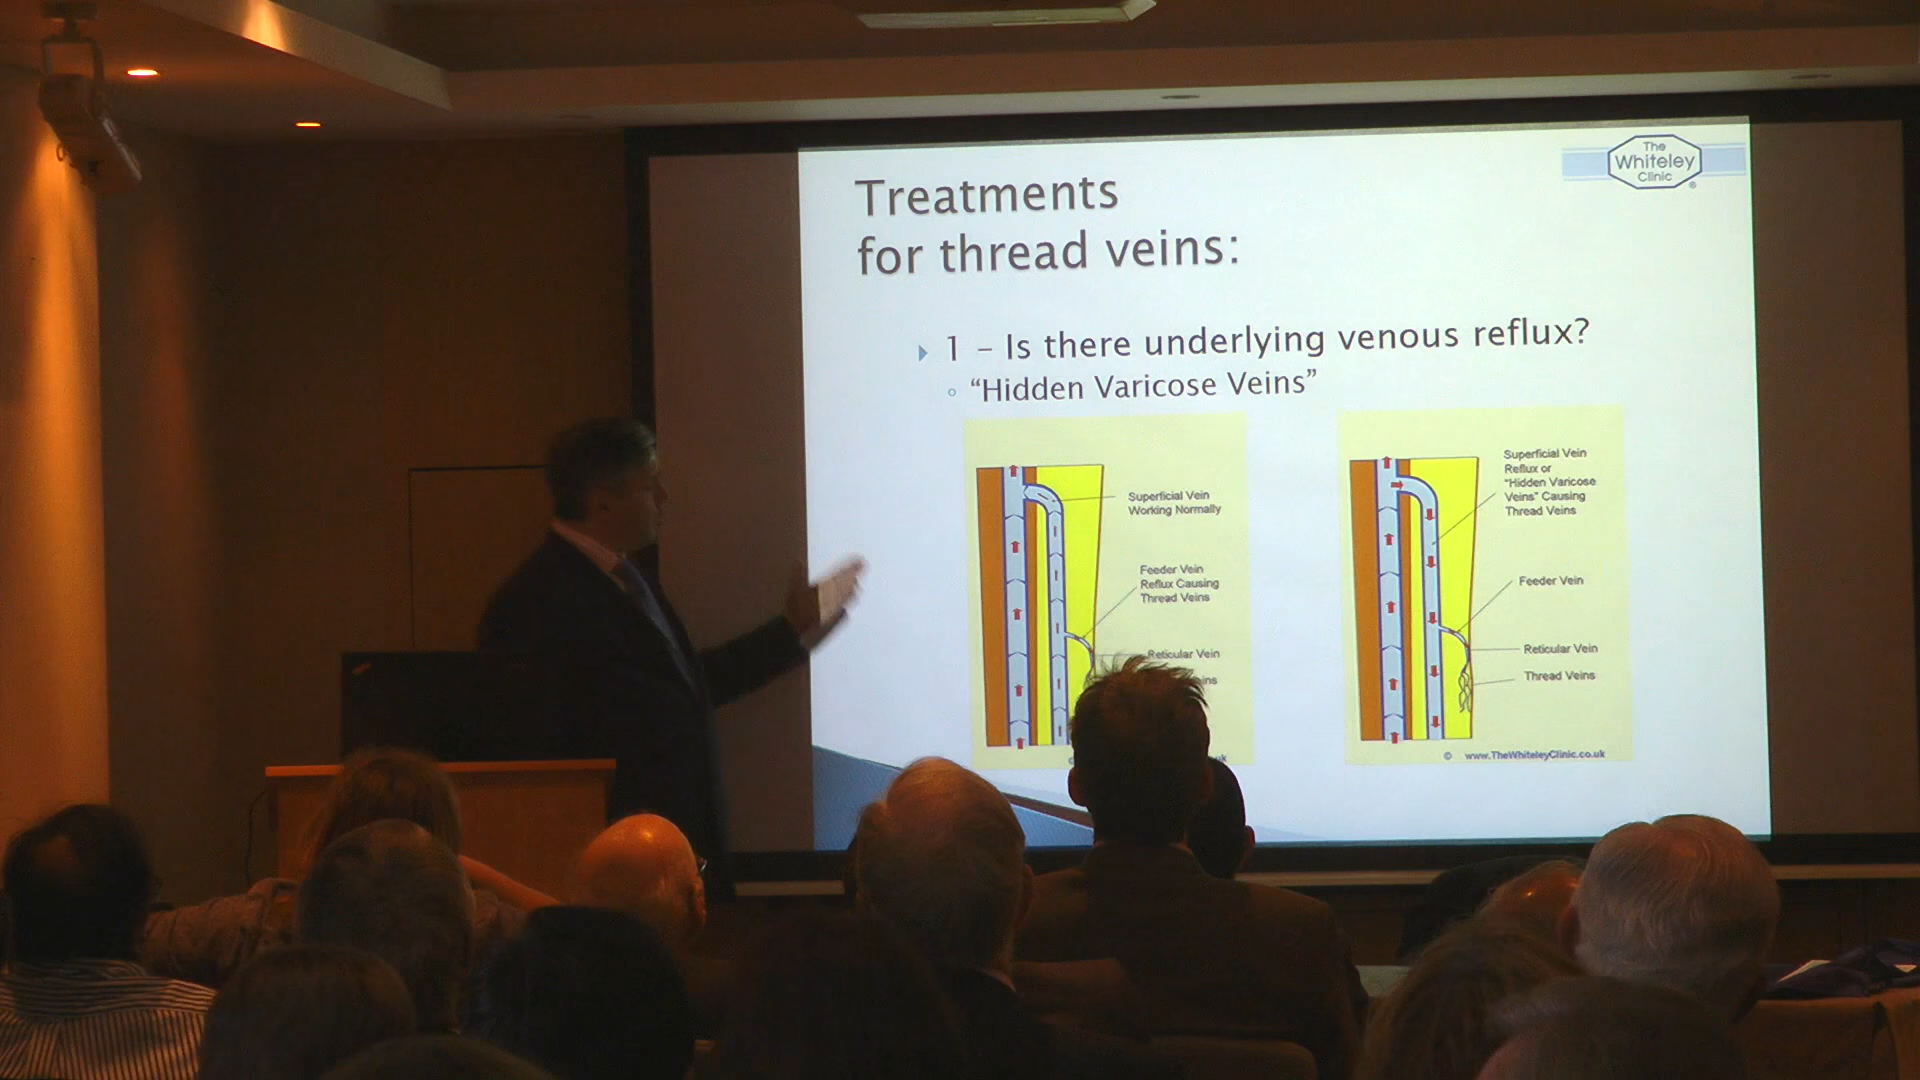 The
Whiteley
Clinic
®
Treatments
for thread veins:
1 – Is there underlying venous reflux?
“Hidden Varicose Veins”
Superficial Vein
Working Normally
Feeder Vein
Reflux Causing
Thread Veins
Reticular Vein
©
Superficial Vein
Reflux or
“Hidden Varicose
Veins” Causing
Thread Veins
Feeder Vein
Reticular Vein
Thread Veins
© www.TheWhiteleyClinic.co.uk